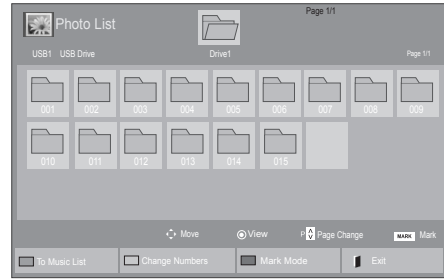 Page 1/1
Photo List
USB1 USB Drive Drive1 Page 1/1
001 002 003 004 005 006 007 008 009
010 011 012 013 014 015
Move View P Page Change MARK Mark
To Music List Change Numbers Mark Mode Exit